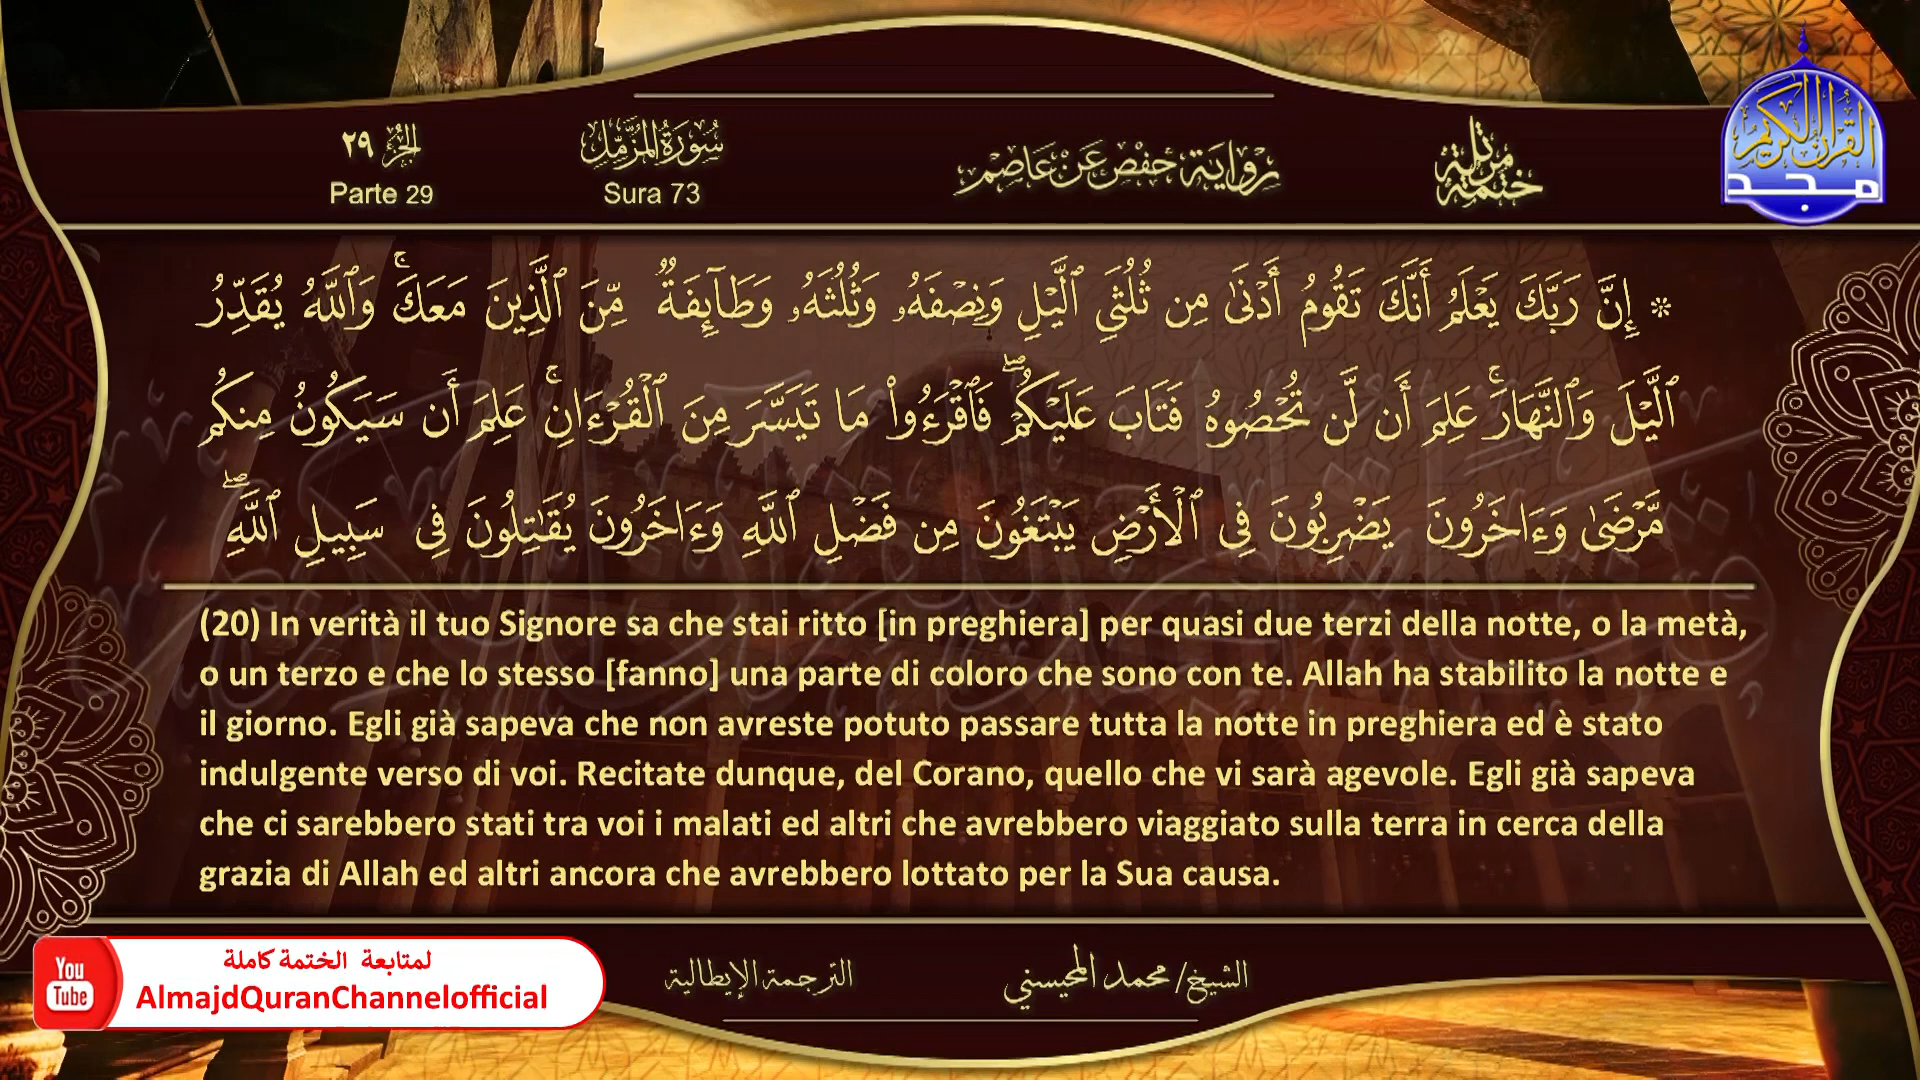 الجزء ٢٩
Parte 29
سُورَةُ المُزَّمِّل
Sura 73
رواية حفص عن عاصم
ختمة مرتلة
القرآن الكريم
مجد
* إِنَّ رَبَّكَ يَعۡلَمُ أَنَّكَ تَقُومُ أَدۡنَىٰ مِن ثُلُثَيِ ٱلَّيۡلِ وَنِصۡفَهُۥ وَثُلُثَهُۥ وَطَآئِفَةٞ مِّنَ ٱلَّذِينَ مَعَكَۚ وَٱللَّهُ يُقَدِّرُ
ٱلَّيۡلَ وَٱلنَّهَارَۚ عَلِمَ أَن لَّن تُحۡصُوهُ فَتَابَ عَلَيۡكُمۡۖ فَٱقۡرَءُواْ مَا تَيَسَّرَ مِنَ ٱلۡقُرۡءَانِۚ عَلِمَ أَن سَيَكُونُ مِنكُم
مَّرۡضَىٰ وَءَاخَرُونَ يَضۡرِبُونَ فِي ٱلۡأَرۡضِ يَبۡتَغُونَ مِن فَضۡلِ ٱللَّهِ وَءَاخَرُونَ يُقَٰتِلُونَ فِي سَبِيلِ ٱللَّهِۖ
(20) In verità il tuo Signore sa che stai ritto [in preghiera] per quasi due terzi della notte, o la metà,
o un terzo e che lo stesso [fanno] una parte di coloro che sono con te. Allah ha stabilito la notte e
il giorno. Egli già sapeva che non avreste potuto passare tutta la notte in preghiera ed è stato
indulgente verso di voi. Recitate dunque, del Corano, quello che vi sarà agevole. Egli già sapeva
che ci sarebbero stati tra voi i malati ed altri che avrebbero viaggiato sulla terra in cerca della
grazia di Allah ed altri ancora che avrebbero lottato per la Sua causa.
You
Tube
لمتابعة الختمة كاملة
AlmajdQuranChannelofficial
الترجمة الإيطالية
الشيخ/ محمد المحيسني